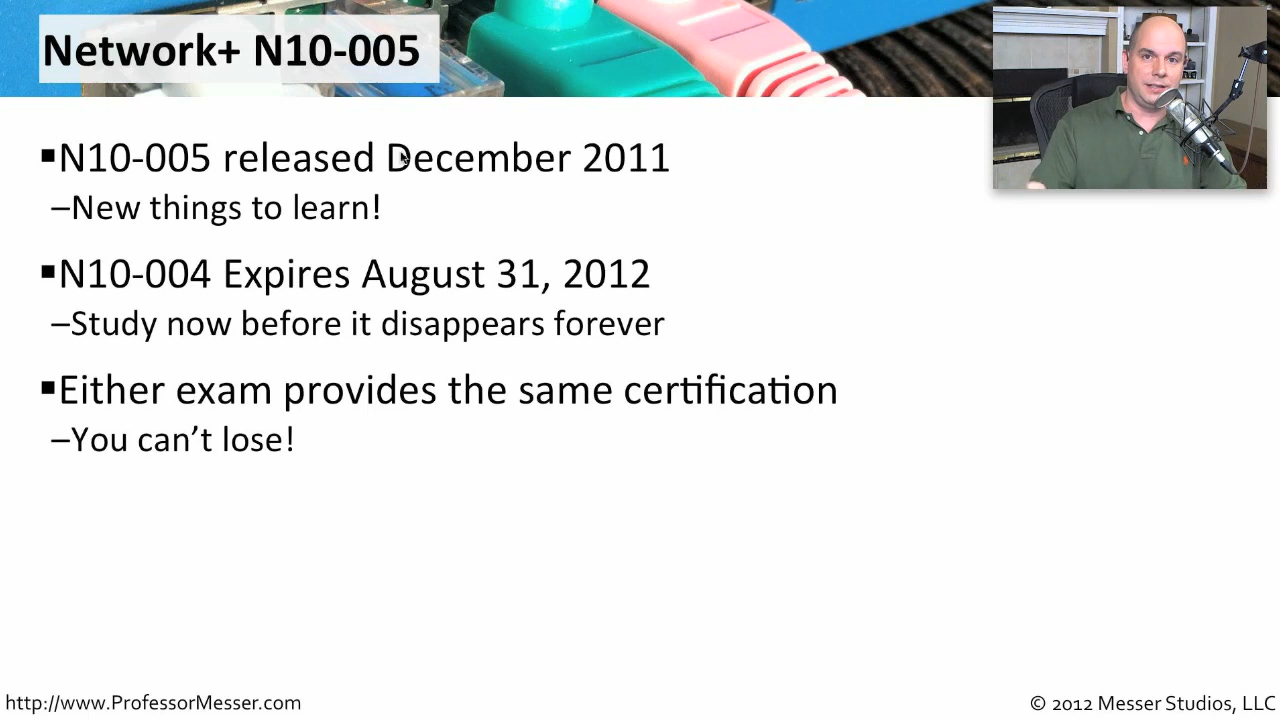 Network+ N10-005
▪N10-005 released December 2011
–New things to learn!
▪N10-004 Expires August 31, 2012
–Study now before it disappears forever
▪Either exam provides the same certification
–You can’t lose!
http://www.ProfessorMesser.com
© 2012 Messer Studios, LLC